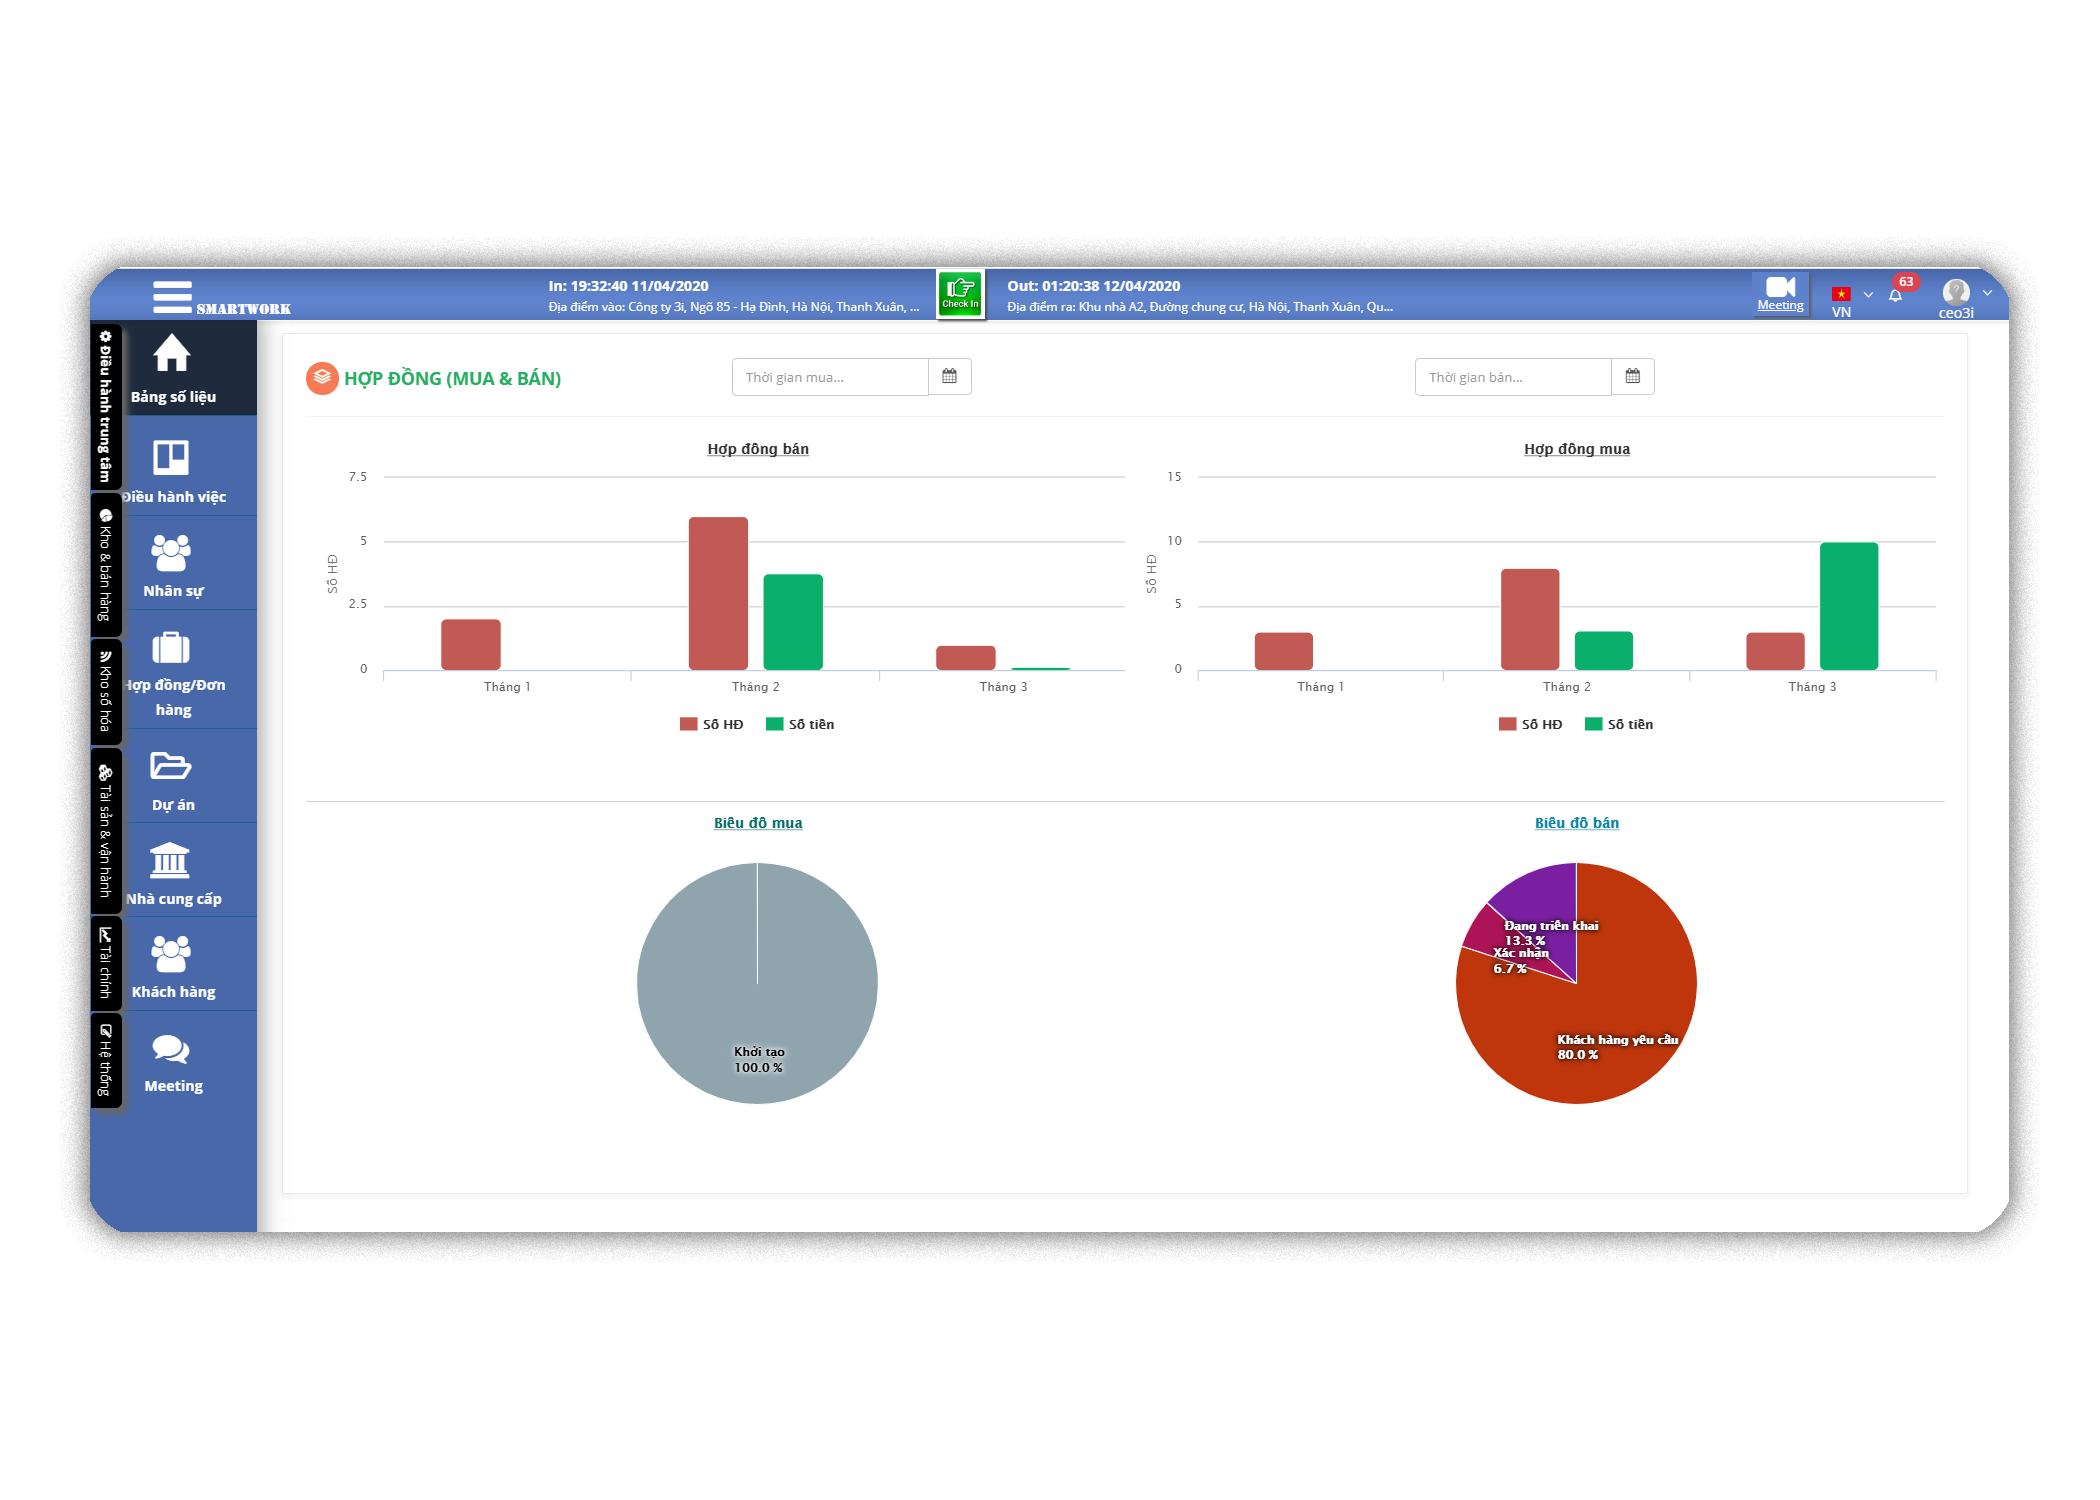 SMARTWORK
In: 19:32:40 11/04/2020
Địa điểm vào: Công ty 3i, Ngõ 85 - Hạ Đình, Hà Nội, Thanh Xuân, ...
Check In
Out: 01:20:38 12/04/2020
Địa điểm ra: Khu nhà A2, Đường chung cư, Hà Nội, Thanh Xuân, Qu...
Meeting
VN
63
ceo3i
Điều hành trung tâm
Kho & bán hàng
Kho số hóa
Tài sản & vận hành
Tài chính
Hệ thống
Bảng số liệu
Điều hành việc
Nhân sự
Hợp đồng/Đơn
hàng
Dự án
Nhà cung cấp
Khách hàng
Meeting
HỢP ĐỒNG (MUA & BÁN)
Thời gian mua...
Thời gian bán...
Hợp đồng bán
Số HĐ
7.5
5
2.5
0
Tháng 1
Tháng 2
Tháng 3
Số HĐ
Số tiền
Hợp đồng mua
Số HĐ
15
10
5
0
Tháng 1
Tháng 2
Tháng 3
Số HĐ
Số tiền
Biểu đồ mua
Khởi tạo
100.0 %
Biểu đồ bán
Đang triển khai
13.3 %
Xác nhận
6.7 %
Khách hàng yêu cầu
80.0 %